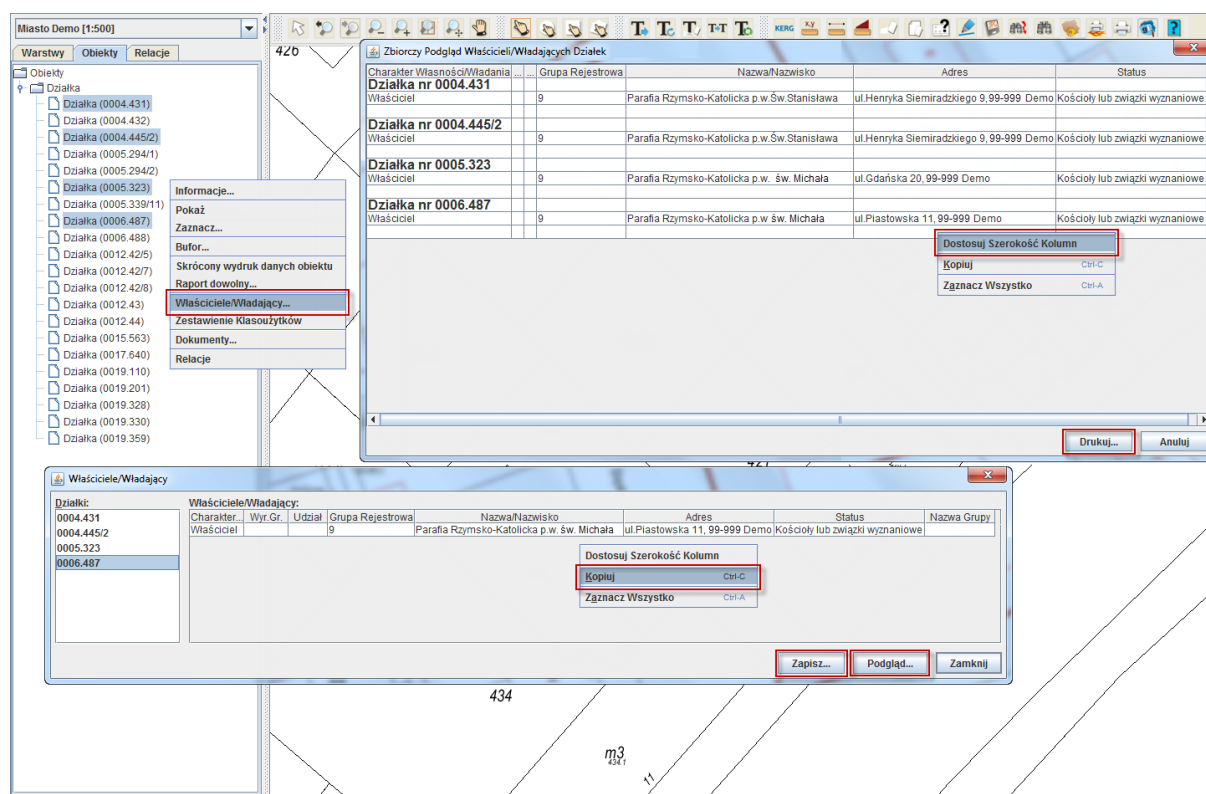 Miasto Demo [1:500]
T T T T+T T KERG X.Y
Warstwy Obiekty Relacje
Obiekty
Działka
Działka (0004.431)
Działka (0004.432)
Działka (0004.445/2)
Działka (0005.294/1)
Działka (0005.294/2)
Działka (0005.323)
Działka (0005.339/11)
Działka (0006.487)
Działka (0006.488)
Działka (0012.42/5)
Działka (0012.42/7)
Działka (0012.42/8)
Działka (0012.43)
Działka (0012.44)
Działka (0015.563)
Działka (0017.640)
Działka (0019.110)
Działka (0019.201)
Działka (0019.328)
Działka (0019.330)
Działka (0019.359)
Informacje...
Pokaż
Zaznacz...
Bufor...
Skrócony wydruk danych obiektu
Raport dowolny...
Właściciele/Władający...
Zestawienie Klasoużytków
Dokumenty...
Relacje
426
Zbiorczy Podgląd Właścicieli/Władających Działek
Charakter Własności/Władania ... ... Grupa Rejestrowa Nazwa/Nazwisko Adres Status
Działka nr 0004.431
Właściciel 9 Parafia Rzymsko-Katolicka p.w.Św.Stanisława ul.Henryka Siemiradzkiego 9,99-999 Demo Kościoły lub związki wyznaniowe
Działka nr 0004.445/2
Właściciel 9 Parafia Rzymsko-Katolicka p.w.Św.Stanisława ul.Henryka Siemiradzkiego 9,99-999 Demo Kościoły lub związki wyznaniowe
Działka nr 0005.323
Właściciel 9 Parafia Rzymsko-Katolicka p.w. św. Michała ul.Gdańska 20, 99-999 Demo Kościoły lub związki wyznaniowe
Działka nr 0006.487
Właściciel 9 Parafia Rzymsko-Katolicka p.w św. Michała ul.Piastowska 11, 99-999 Demo Kościoły lub związki wyznaniowe
Dostosuj Szerokość Kolumn
Kopiuj Ctrl-C
Zaznacz Wszystko Ctrl-A
Drukuj... Anuluj
Właściciele/Władający
Działki:
0004.431
0004.445/2
0005.323
0006.487
Właściciele/Władający:
Charakter... Wyr.Gr. Udział Grupa Rejestrowa Nazwa/Nazwisko Adres Status Nazwa Grupy
Właściciel 9 Parafia Rzymsko-Katolicka p.w. św. Michała ul.Piastowska 11, 99-999 Demo Kościoły lub związki wyznaniowe
Dostosuj Szerokość Kolumn
Kopiuj Ctrl-C
Zaznacz Wszystko Ctrl-A
Zapisz... Podgląd... Zamknij
434
m3
434.1
11